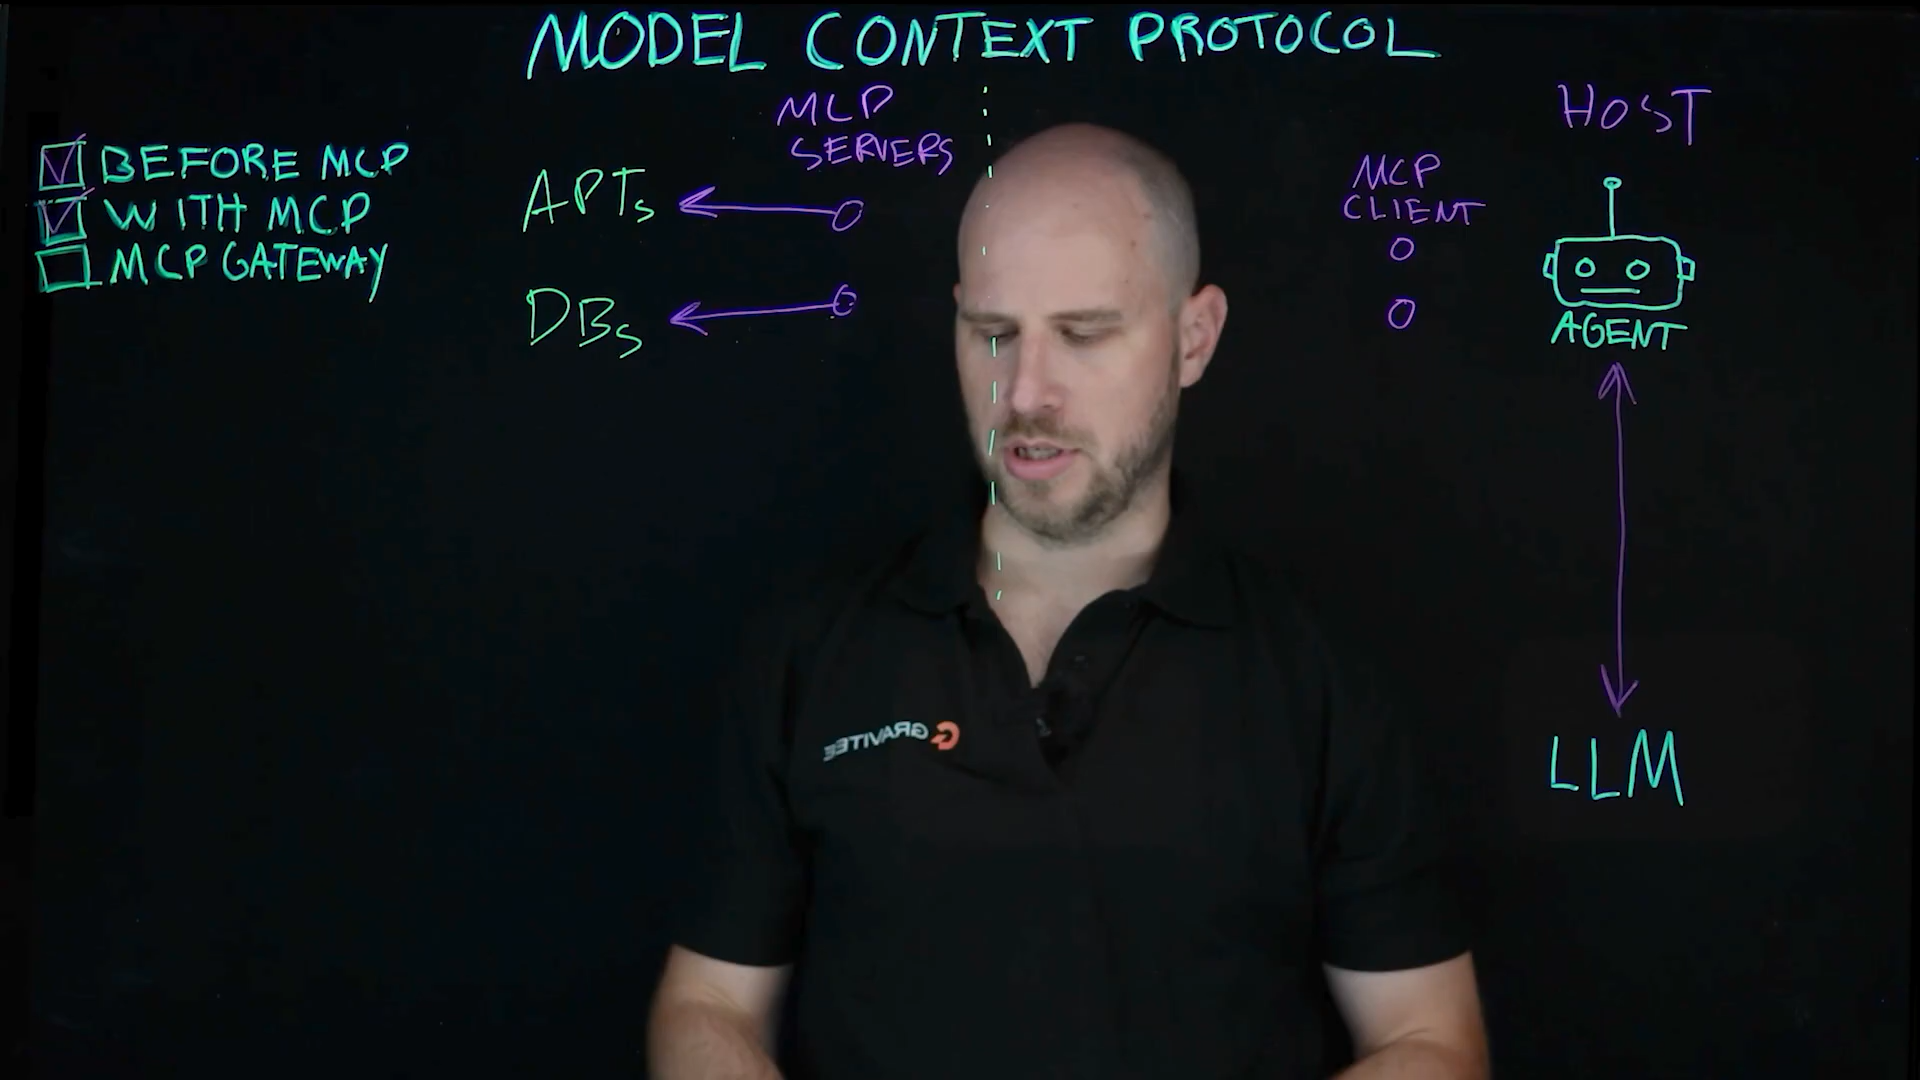 MODEL CONTEXT PROTOCOL
BEFORE MCP
WITH MCP
MCP GATEWAY
MCP
SERVERS
APIs
DBs
MCP
CLIENT
HOST
AGENT
LLM
GRAVITEE